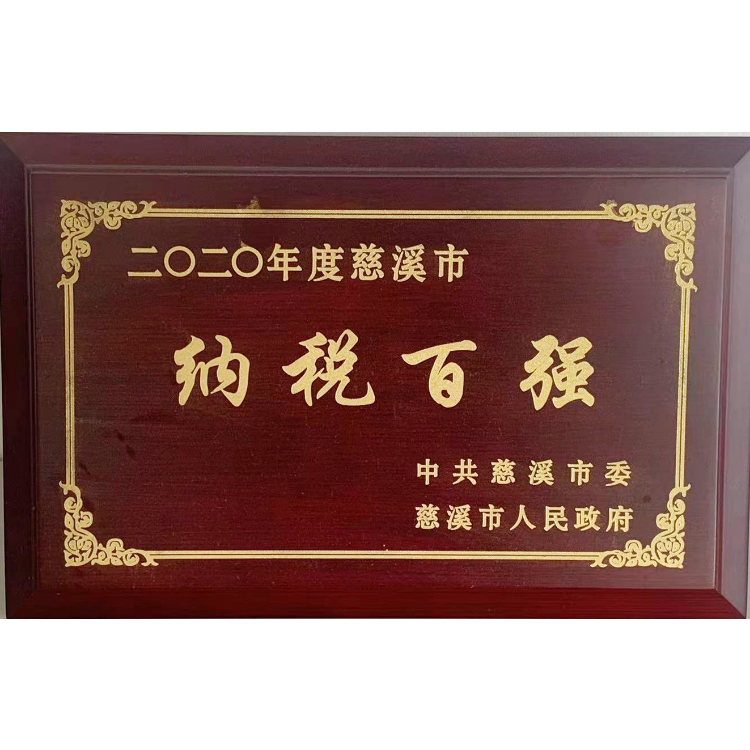 二〇二〇年度慈溪市
纳税百强
中共慈溪市委
慈溪市人民政府